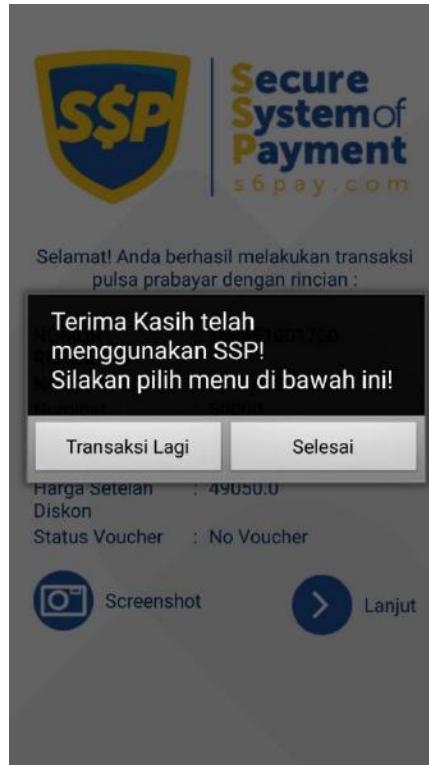 S$P
Secure
System of
Payment
s6pay.com
Selamat! Anda berhasil melakukan transaksi
pulsa prabayar dengan rincian :
Terima Kasih telah
menggunakan SSP!
Silakan pilih menu di bawah ini!
Transaksi Lagi
Selesai
Harga Setelah : 49050.0
Diskon
Status Voucher : No Voucher
Screenshot
Lanjut